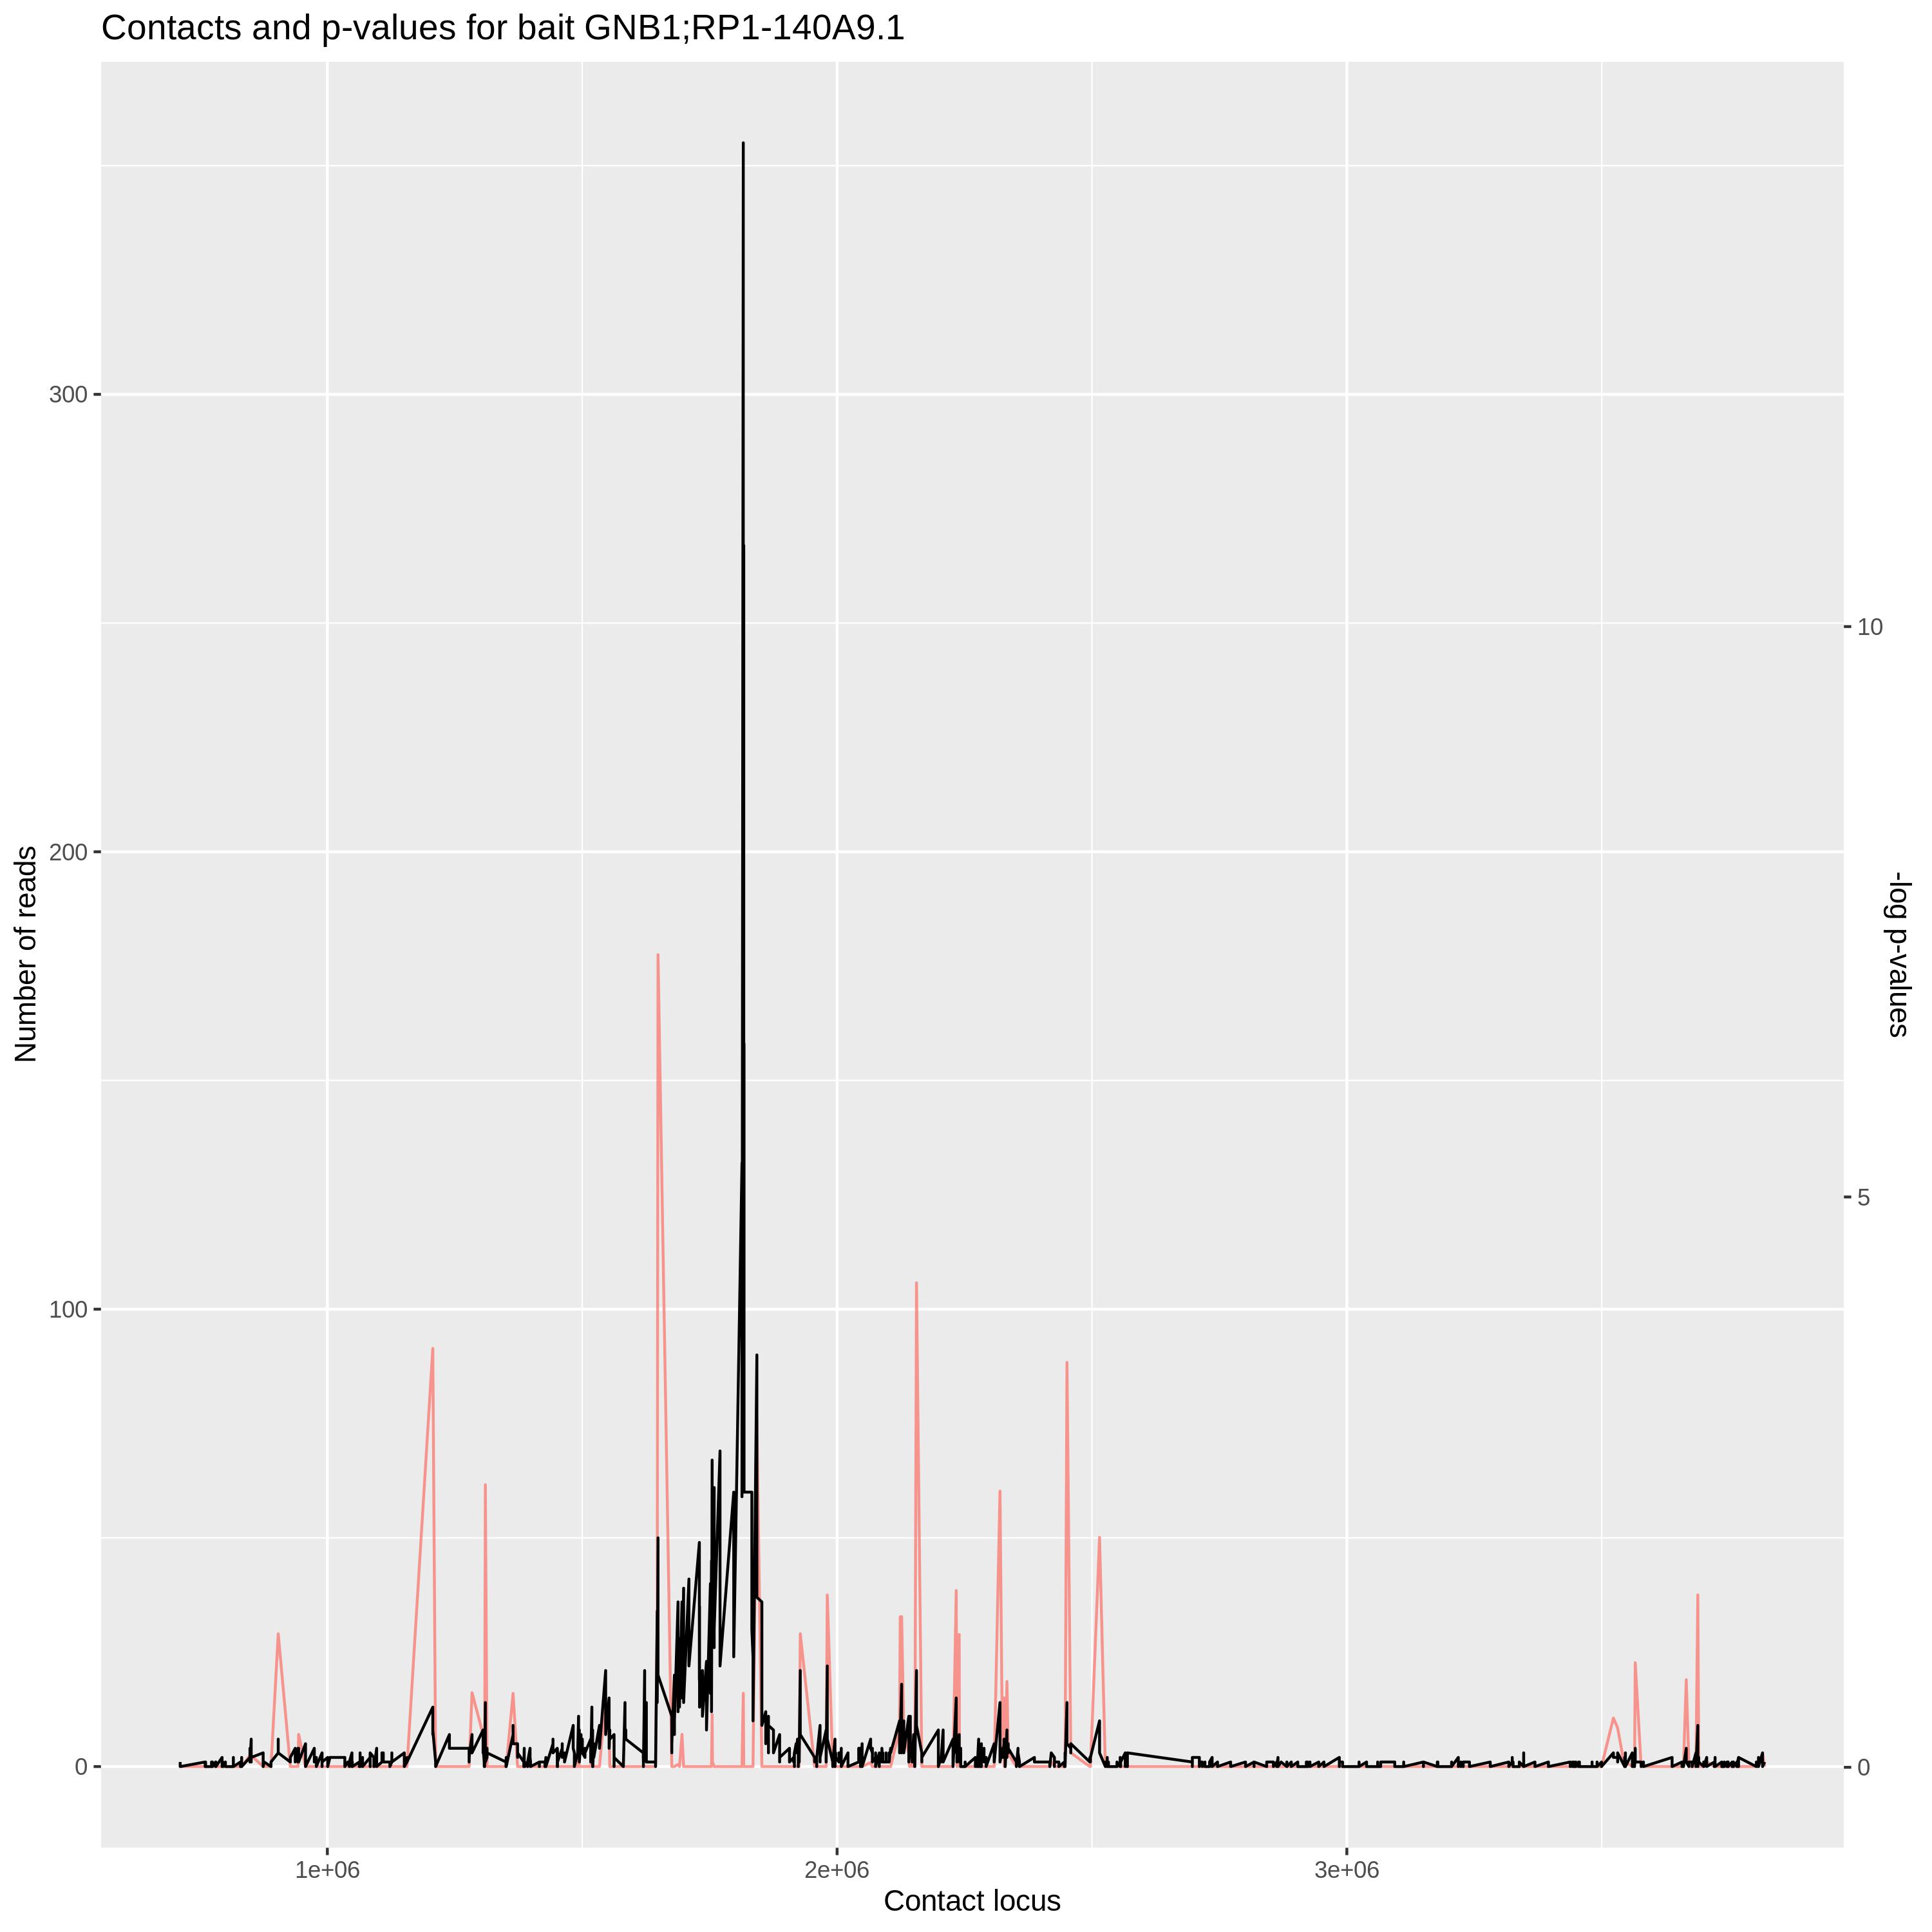 Contacts and p-values for bait GNB1;RP1-140A9.1
300
200
100
0
Number of reads
10
5
0
-log p-values
1e+06
2e+06
3e+06
Contact locus